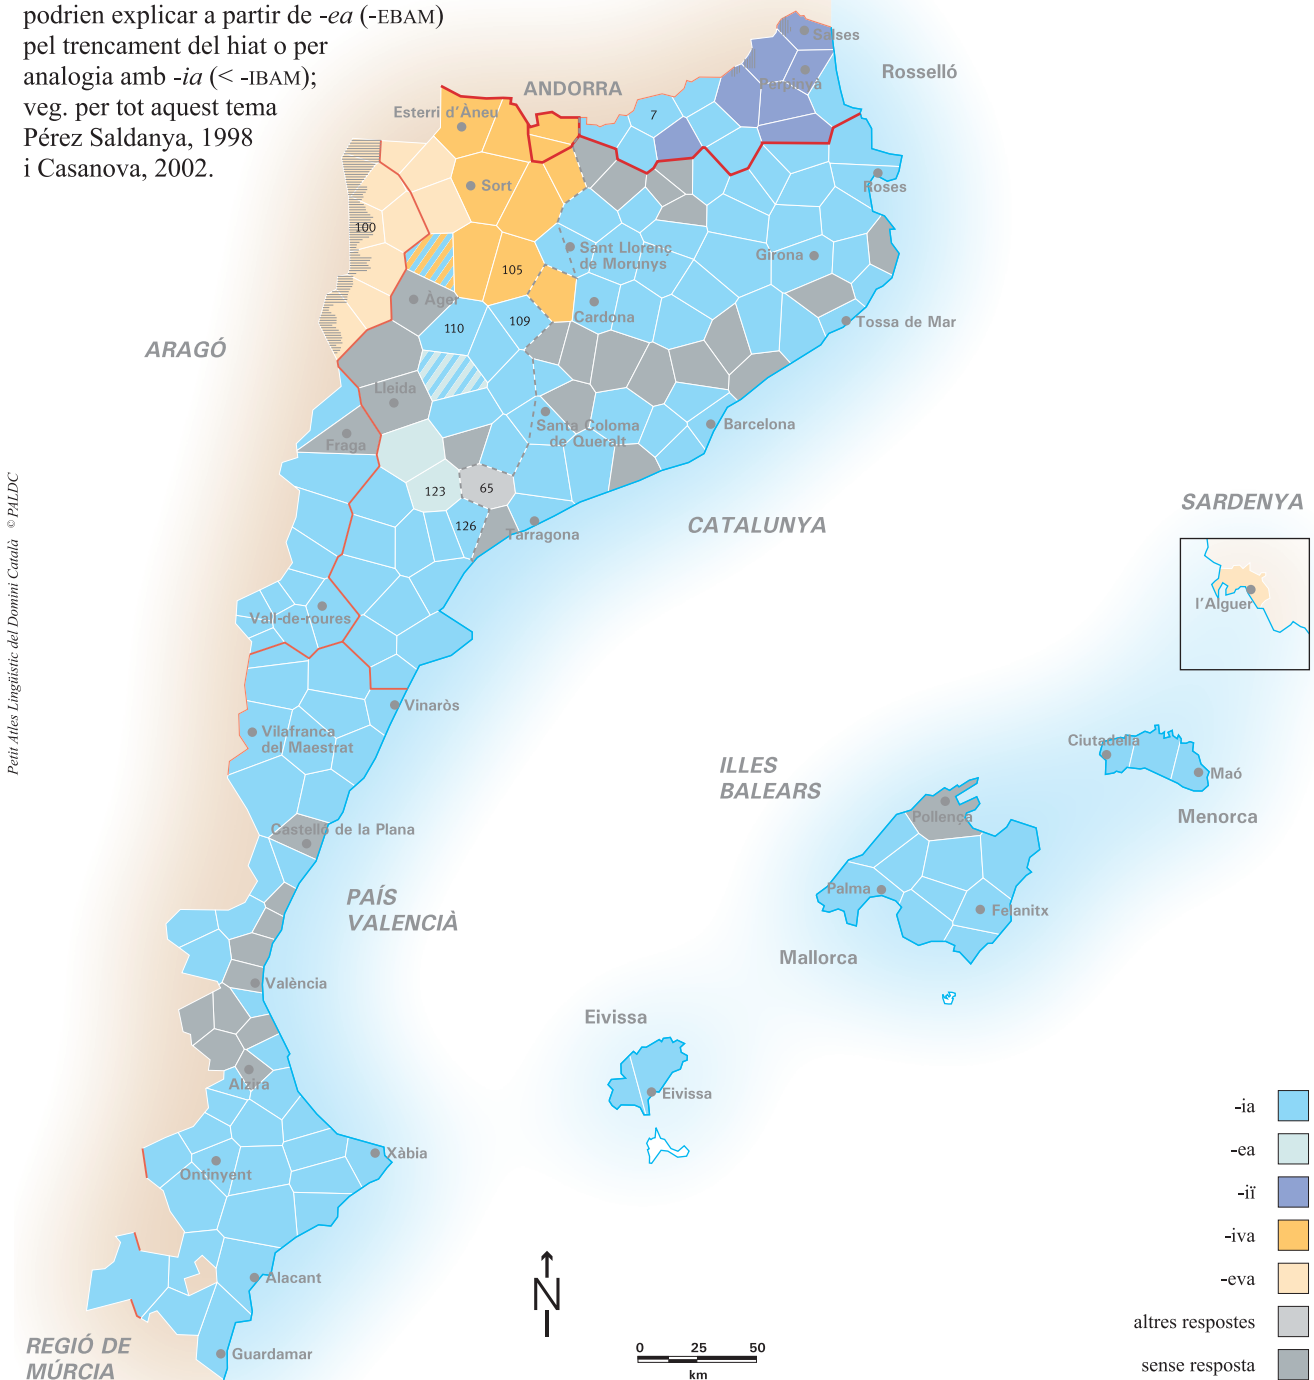 podrien explicar a partir de -ea (-EBAM)
pel trencament del hiat o per
analogia amb -ia (< -IBAM);
veg. per tot aquest tema
Pérez Saldanya, 1998
i Casanova, 2002.
Salses
Perpinyà
Rosselló
ANDORRA
7
Esterri d'Àneu
Sort
Roses
100
Sant Llorenç
de Morunys
Girona
105
Àger
Cardona
110
109
Tossa de Mar
ARAGÓ
Lleida
Santa Coloma
de Queralt
Barcelona
Fraga
123
65
126
Tarragona
CATALUNYA
SARDENYA
l'Alguer
Petit Atles Lingüístic del Domini Català © PALDC
Vall-de-roures
Vinaròs
Vilafranca
del Maestrat
Ciutadella
Maó
Menorca
ILLES
BALEARS
Pollença
Castelló de la Plana
Palma
Felanitx
Mallorca
PAÍS
VALENCIÀ
València
Eivissa
Eivissa
Alzira
Xàbia
Ontinyent
Alacant
Guardamar
REGIÓ DE
MÚRCIA
N
0 25 50
km
-ia
-ea
-iï
-iva
-eva
altres respostes
sense resposta